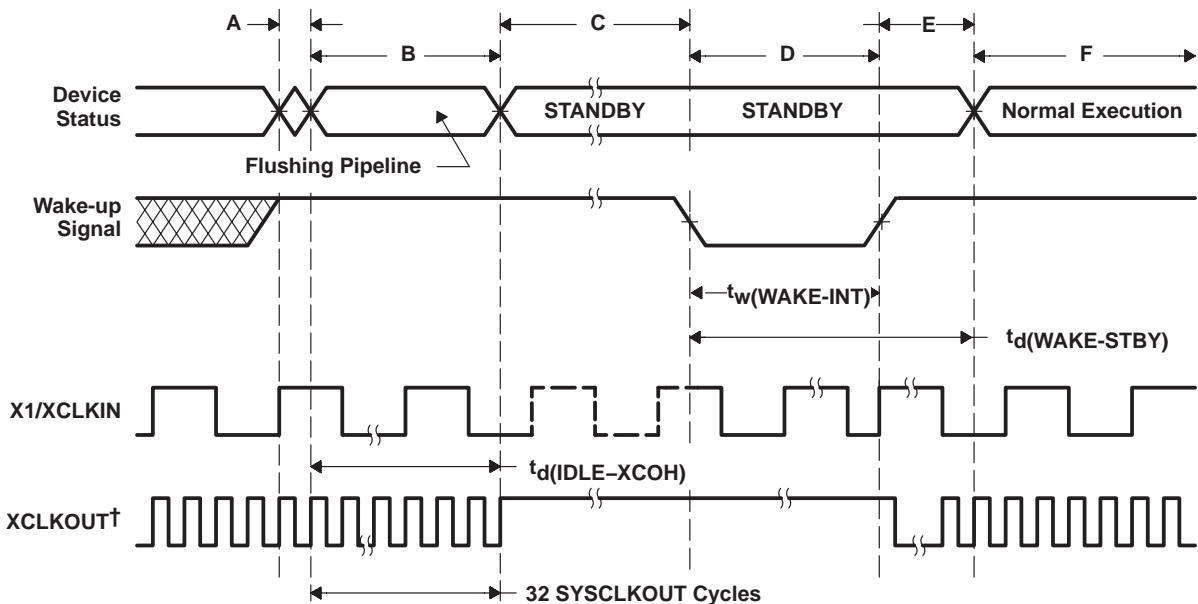 A
B
C
D
E
F
Device
Status
STANDBY
STANDBY
Normal Execution
Flushing Pipeline
Wake-up
Signal
tw(WAKE-INT)
td(WAKE-STBY)
X1/XCLKIN
td(IDLE–XCOH)
XCLKOUT†
32 SYSCLKOUT Cycles